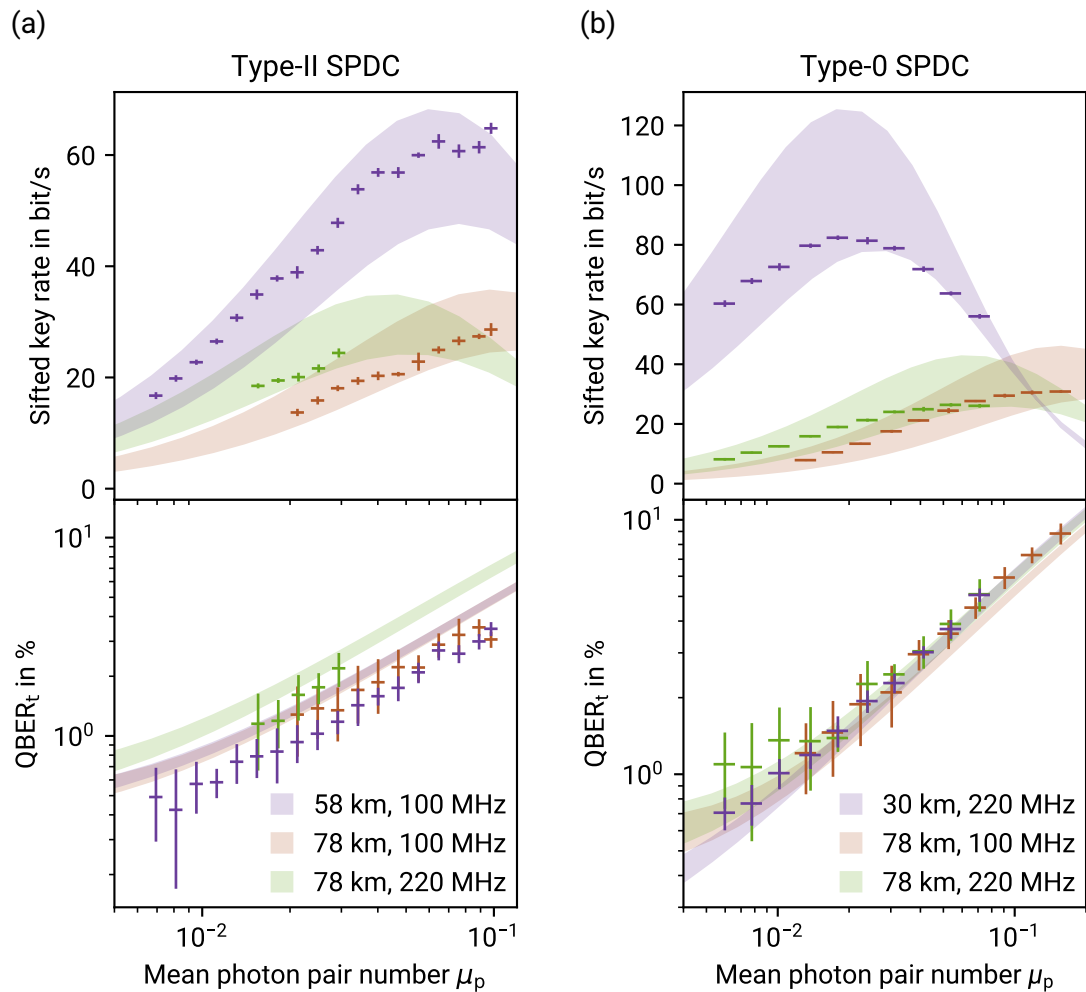 (a)
Type-II SPDC
Sifted key rate in bit/s
60
40
20
0
QBERₜ in %
10¹
10⁰
58 km, 100 MHz
78 km, 100 MHz
78 km, 220 MHz
10⁻²
10⁻¹
Mean photon pair number μₚ
(b)
Type-0 SPDC
Sifted key rate in bit/s
120
100
80
60
40
20
0
QBERₜ in %
10¹
10⁰
30 km, 220 MHz
78 km, 100 MHz
78 km, 220 MHz
10⁻²
10⁻¹
Mean photon pair number μₚ